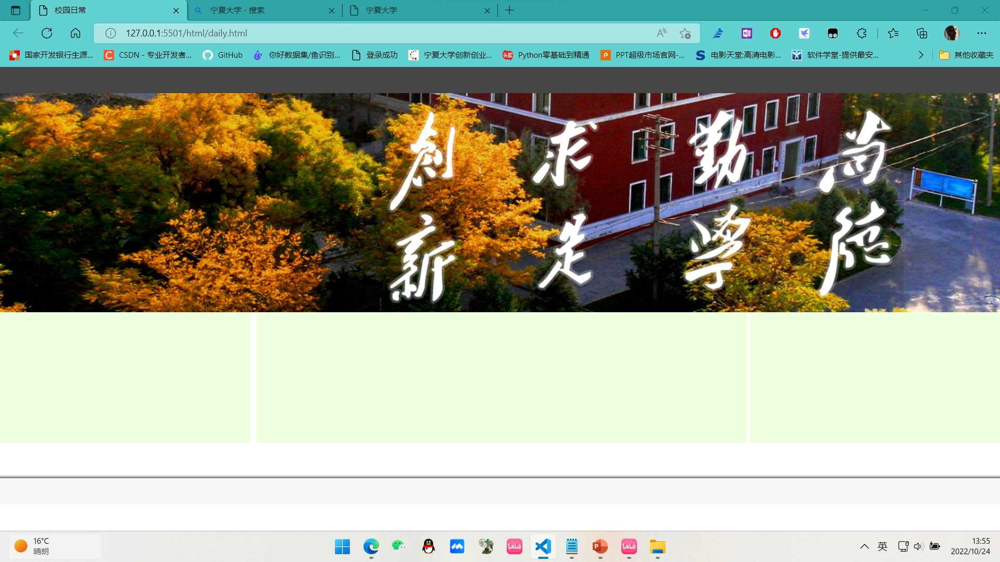 校园日常
宁夏大学 - 搜索
宁夏大学
127.0.0.1:5501/html/daily.html
国家开发银行生源...
CSDN - 专业开发者...
GitHub
你好数据集/鱼识别...
登录成功
宁夏大学创新创业...
头歌
Python零基础到精通
PPT超级市场官网-...
电影天堂:高清电影...
软件学堂-提供最安...
其他收藏夹
尚德
勤学
求是
创新
16°C
晴朗
英
13:55
2022/10/24